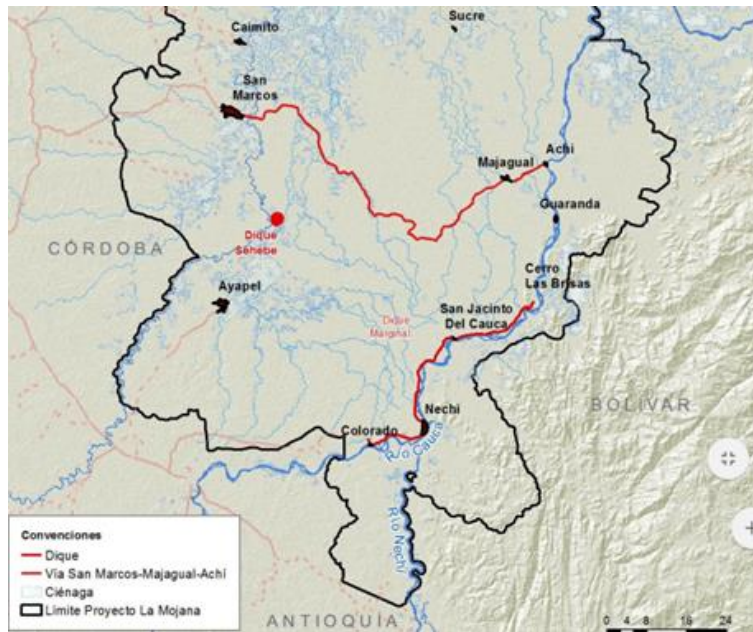 Caimito
Sucre
San
Marcos
Majagual
Achí
Guaranda
CÓRDOBA
Dique
Sehebe
Ayapel
Cerro
Las Brisas
San Jacinto
Del Cauca
Dique
Marginal
BOLÍVAR
Nechí
Colorado
Río Cauca
Río Nechí
Convenciones
Dique
Vía San Marcos-Majagual-Achí
Ciénaga
Límite Proyecto La Mojana
ANTIOQUIA
0 4 8 16 24